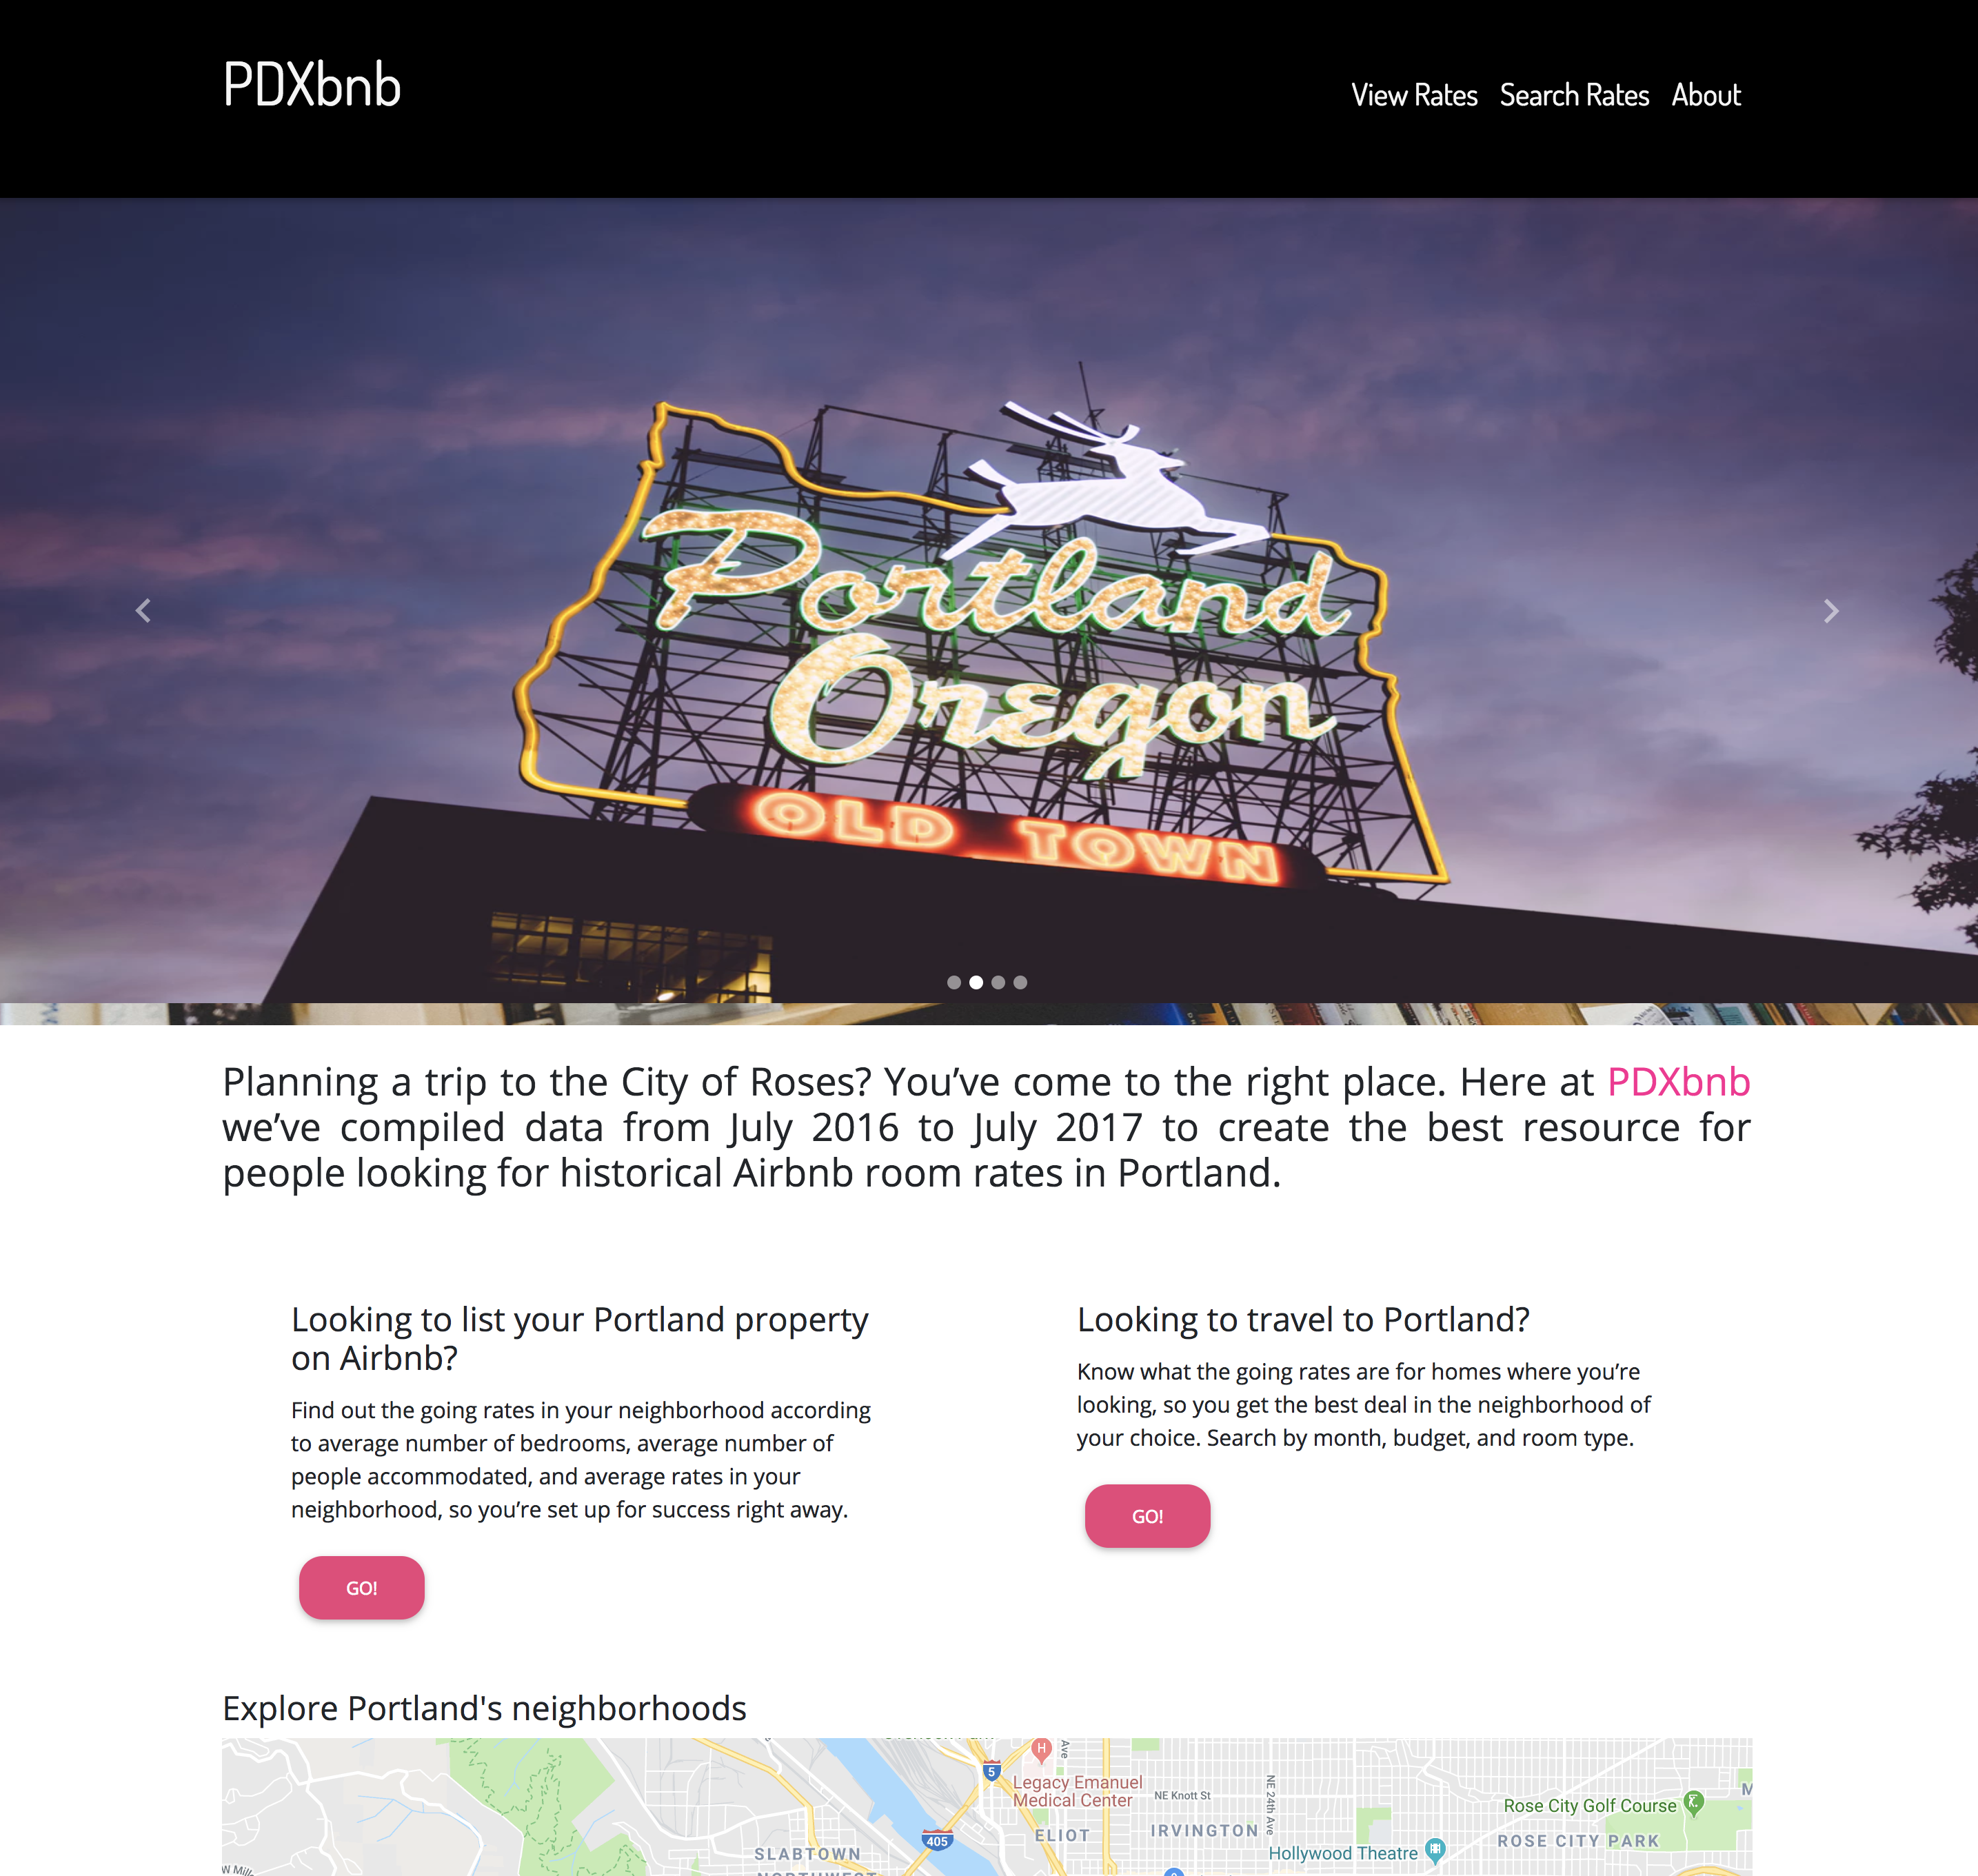 PDXbnb
View Rates Search Rates About
Portland
Oregon
OLD TOWN
Planning a trip to the City of Roses? You’ve come to the right place. Here at PDXbnb
we’ve compiled data from July 2016 to July 2017 to create the best resource for
people looking for historical Airbnb room rates in Portland.
Looking to list your Portland property
on Airbnb?
Find out the going rates in your neighborhood according
to average number of bedrooms, average number of
people accommodated, and average rates in your
neighborhood, so you’re set up for success right away.
GO!
Looking to travel to Portland?
Know what the going rates are for homes where you’re
looking, so you get the best deal in the neighborhood of
your choice. Search by month, budget, and room type.
GO!
Explore Portland's neighborhoods
H
Ave
5
Legacy Emanuel
Medical Center
NE Knott St
NE 24th Ave
Rose City Golf Course
405
ELIOT
IRVINGTON
ROSE CITY PARK
SLABTOWN
Hollywood Theatre